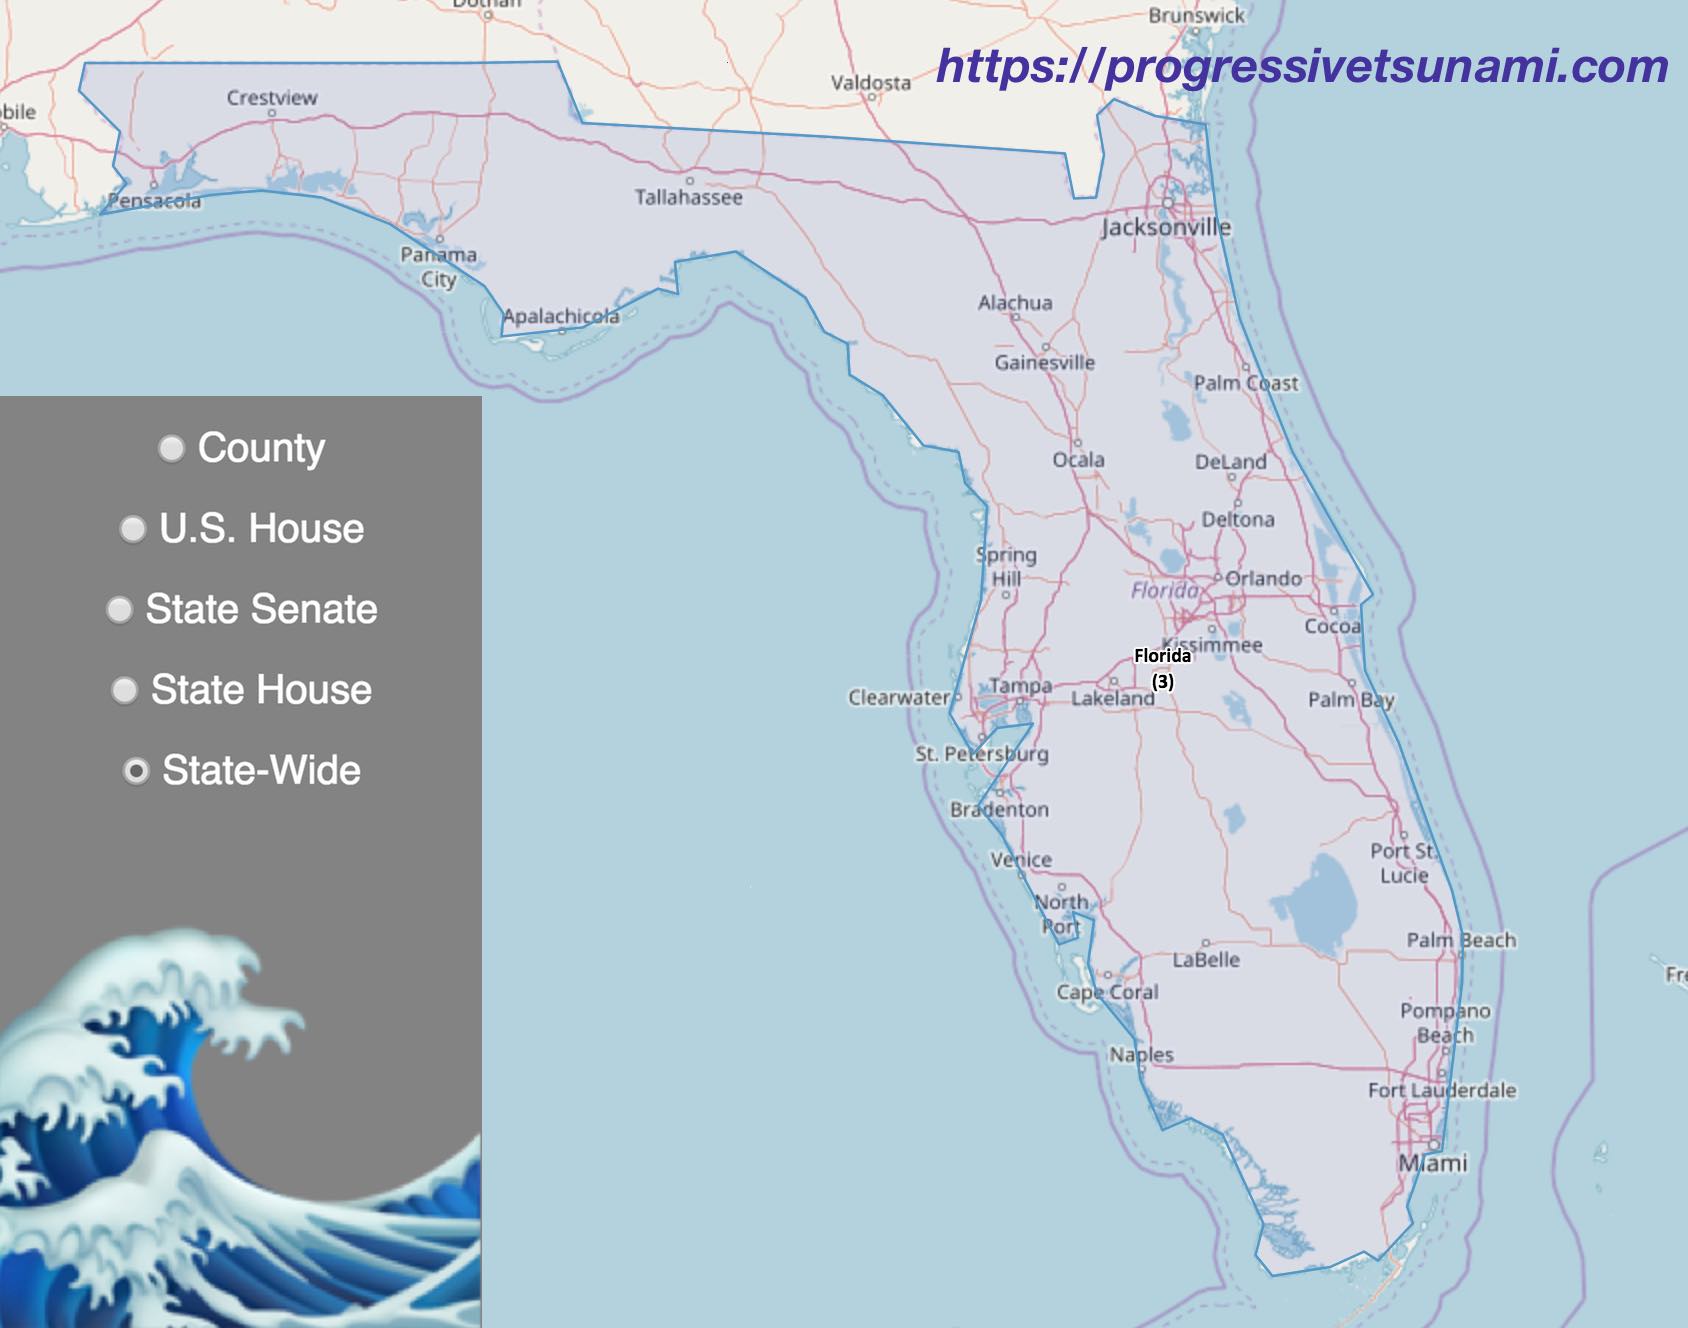 Dothan
Brunswick
https://progressivetsunami.com
Valdosta
Crestview
Pensacola
Tallahassee
Jacksonville
Panama
City
Apalachicola
Alachua
Gainesville
Palm Coast
County
Ocala
DeLand
U.S. House
Deltona
Spring
Hill
Orlando
Florida
State Senate
Cocoa
Kissimmee
Florida
(3)
State House
Tampa
Clearwater
Lakeland
Palm Bay
St. Petersburg
State-Wide
Bradenton
Venice
Port St.
Lucie
North
Port
Palm Beach
LaBelle
Fre
Cape Coral
Pompano
Beach
Naples
Fort Lauderdale
Miami